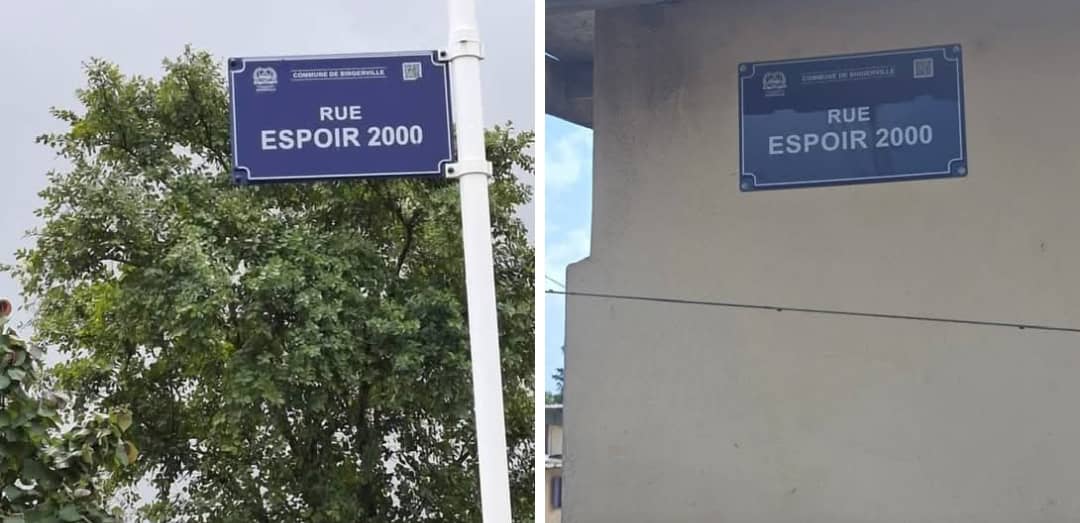 COMMUNE DE BINGERVILLE
RUE
ESPOIR 2000
COMMUNE DE BINGERVILLE
RUE
ESPOIR 2000